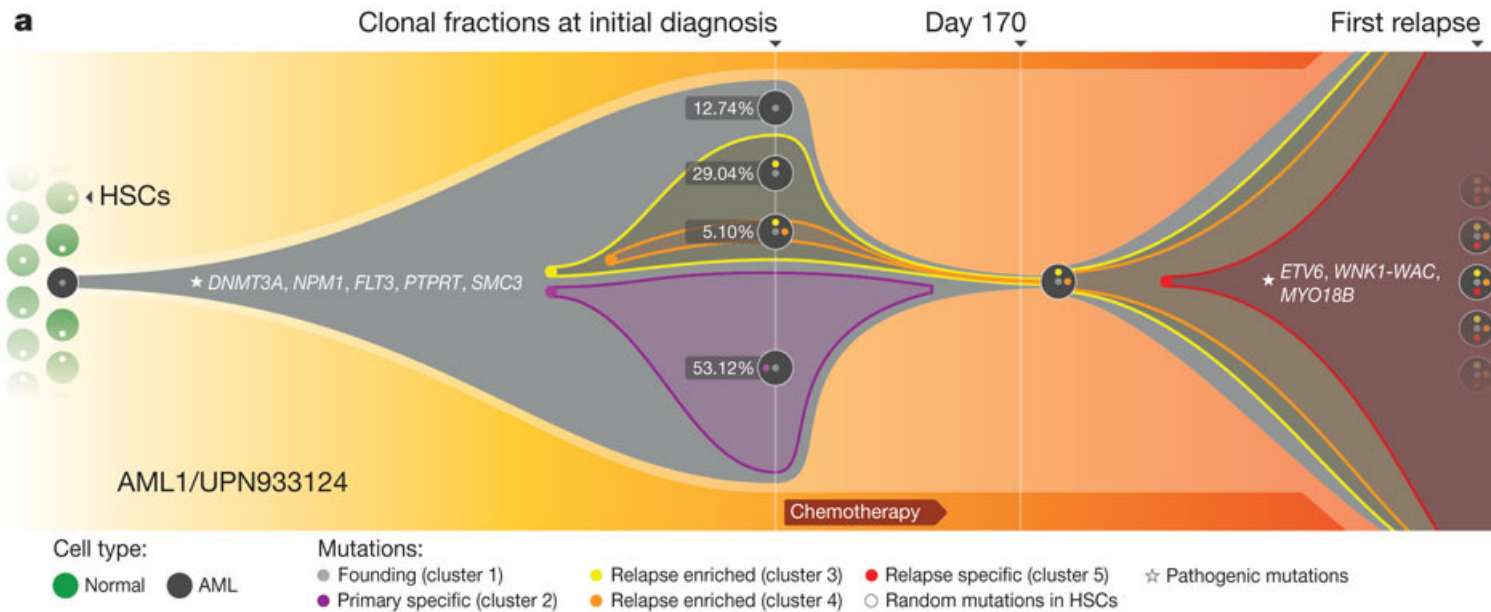 a
Clonal fractions at initial diagnosis
Day 170
First relapse
12.74%
29.04%
HSCs
5.10%
DNMT3A, NPM1, FLT3, PTPRT, SMC3
ETV6, WNK1-WAC,
MYO18B
53.12%
AML1/UPN933124
Chemotherapy
Cell type:
Normal
AML
Mutations:
Founding (cluster 1)
Primary specific (cluster 2)
Relapse enriched (cluster 3)
Relapse enriched (cluster 4)
Relapse specific (cluster 5)
Random mutations in HSCs
Pathogenic mutations